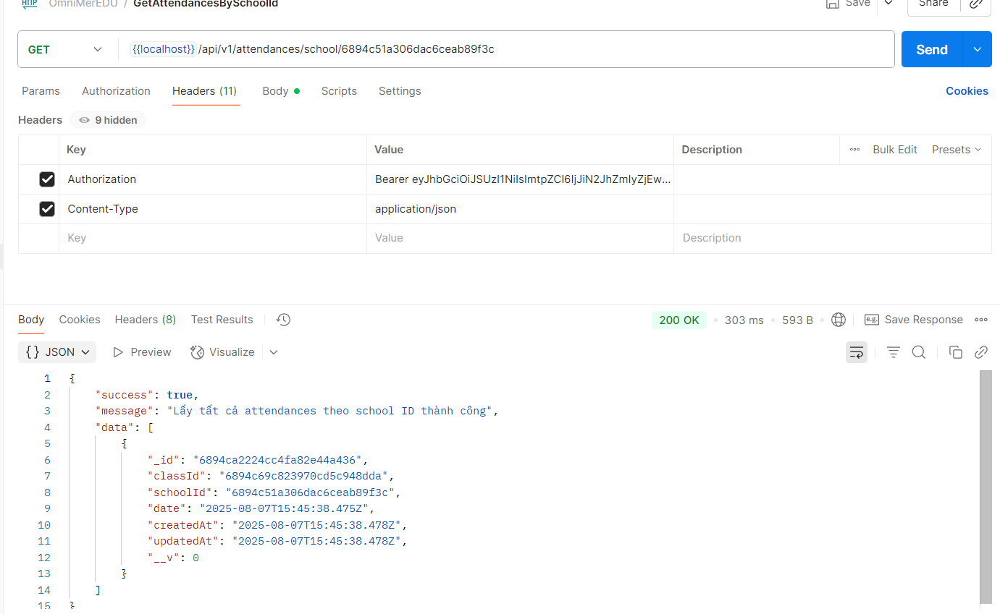 HTTP OmniMerEDU / GetAttendancesBySchoolId Save Share
GET {{localhost}} /api/v1/attendances/school/6894c51a306dac6ceab89f3c Send
Params Authorization Headers (11) Body Scripts Settings Cookies
Headers 9 hidden
Key Value Description Bulk Edit Presets
Authorization Bearer eyJhbGciOiJSUzI1NiIsImtpZCI6IjJiN2JhZmIyZjEw...
Content-Type application/json
Key Value Description
Body Cookies Headers (8) Test Results 200 OK 303 ms 593 B e.g. Save Response
{} JSON Preview Visualize
1 {
2 "success": true,
3 "message": "Lấy tất cả attendances theo school ID thành công",
4 "data": [
5 {
6 "_id": "6894ca2224cc4fa82e44a436",
7 "classId": "6894c69c823970cd5c948dda",
8 "schoolId": "6894c51a306dac6ceab89f3c",
9 "date": "2025-08-07T15:45:38.475Z",
10 "createdAt": "2025-08-07T15:45:38.478Z",
11 "updatedAt": "2025-08-07T15:45:38.478Z",
12 "__v": 0
13 }
14 ]
15 }